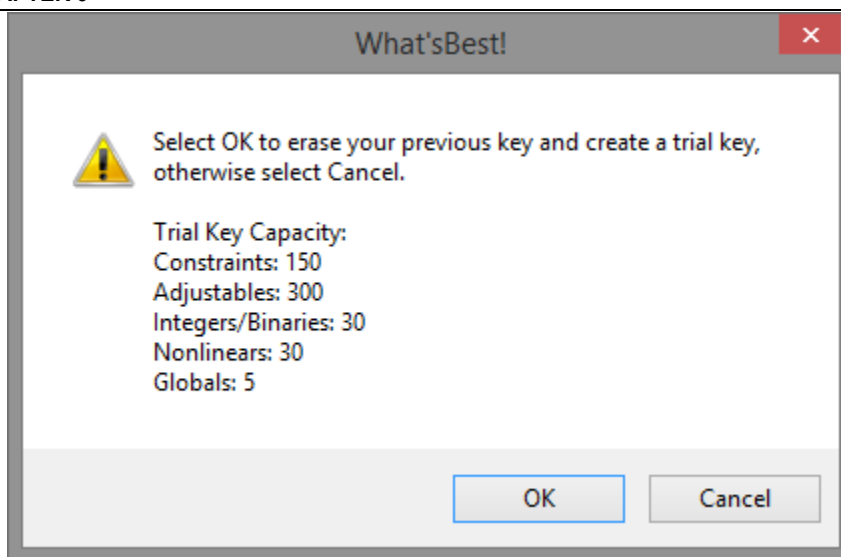 What'sBest!
Select OK to erase your previous key and create a trial key,
otherwise select Cancel.
Trial Key Capacity:
Constraints: 150
Adjustables: 300
Integers/Binaries: 30
Nonlinears: 30
Globals: 5
OK
Cancel